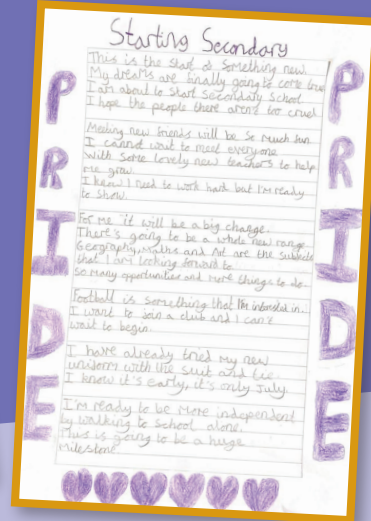 Starting Secondary
This is the start of something new.
My dreams are finally going to come true
I am about to start secondary school
I hope the people there aren't too cruel.
Meeting new friends will be so much fun
I cannot wait to meet everyone
with some lovely new teachers to help
me grow.
I know I need to work hard but I'm ready
to show.
For me it will be a big change.
There's going to be a whole new range.
Geography, Maths and Art are the subjects
that I am looking forward to.
So many opportunities and more things to do.
Football is something that I'm interested in.
I want to join a club and I can't
wait to begin.
I have already tried my new
uniform with the suit and tie.
I know it's early, it's only July.
I'm ready to be more independent
by walking to school alone.
This is going to be a huge
Milestone.
PRIDE
PRIDE